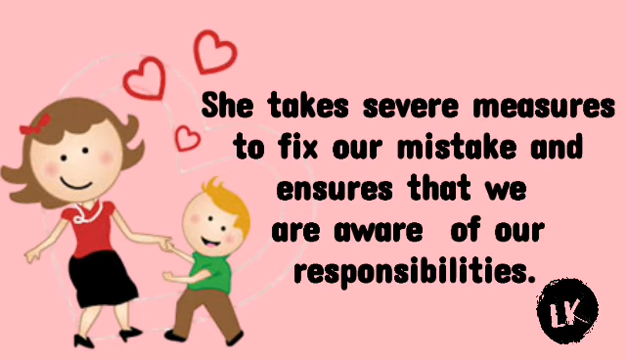 She takes severe measures
to fix our mistake and
ensures that we
are aware of our
responsibilities.
LK